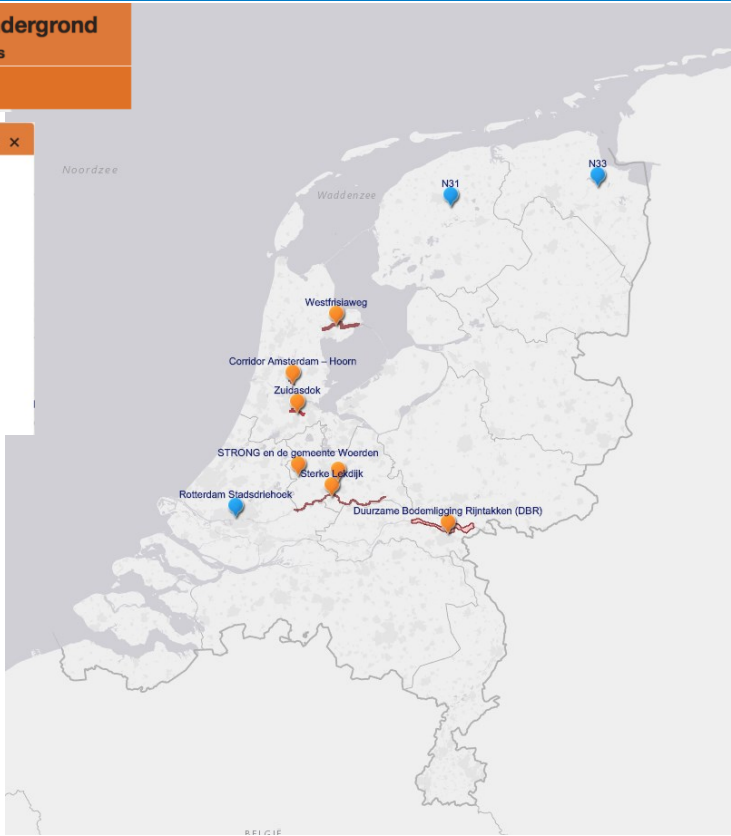 dergrond
s
×
Noordzee
Waddenzee
N33
N31
Westfrisiaweg
Corridor Amsterdam – Hoorn
Zuidasdok
STRONG en de gemeente Woerden
Sterke Lekdijk
Rotterdam Stadsdriehoek
Duurzame Bodemligging Rijntakken (DBR)
BELGIË